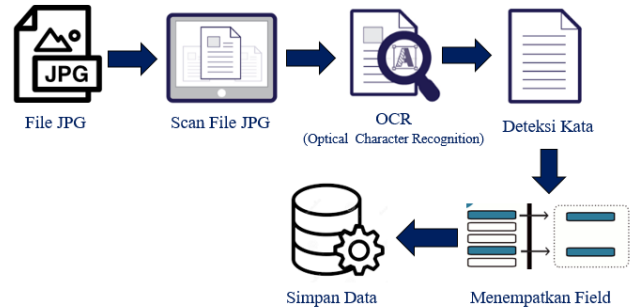 JPG
File JPG
Scan File JPG
OCR
(Optical Character Recognition)
Deteksi Kata
Menempatkan Field
Simpan Data